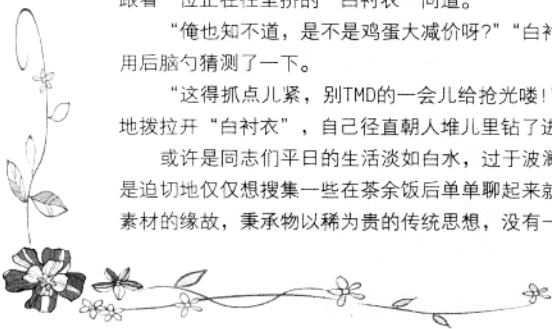 跟着一位正在往里挤的“白衬衣”问道。
“俺也知不道，是不是鸡蛋大减价呀？”“白衬
用后脑勺猜测了一下。
“这得抓点儿紧，别TMD的一会儿给抢光喽！
地拨拉开“白衬衣”，自己径直朝人堆儿里钻了进
或许是同志们平日的生活淡如白水，过于波澜
是迫切地仅仅想搜集一些在茶余饭后单单聊起来就
素材的缘故，秉承物以稀为贵的传统思想，没有一